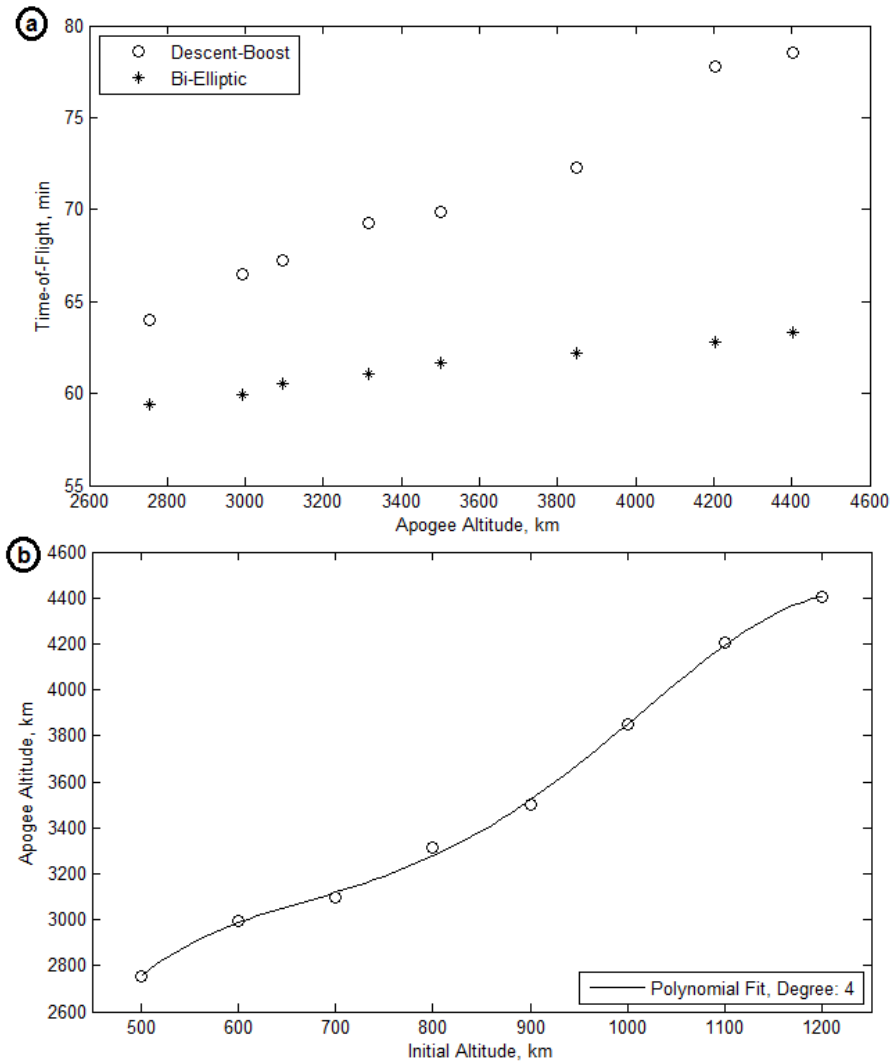 a
80
Descent-Boost
Bi-Elliptic
75
70
65
60
55
Time-of-Flight, min
2600 2800 3000 3200 3400 3600 3800 4000 4200 4400 4600
Apogee Altitude, km
b
4600
4400
4200
4000
3800
3600
3400
3200
3000
2800
2600
Apogee Altitude, km
Polynomial Fit, Degree: 4
500 600 700 800 900 1000 1100 1200
Initial Altitude, km